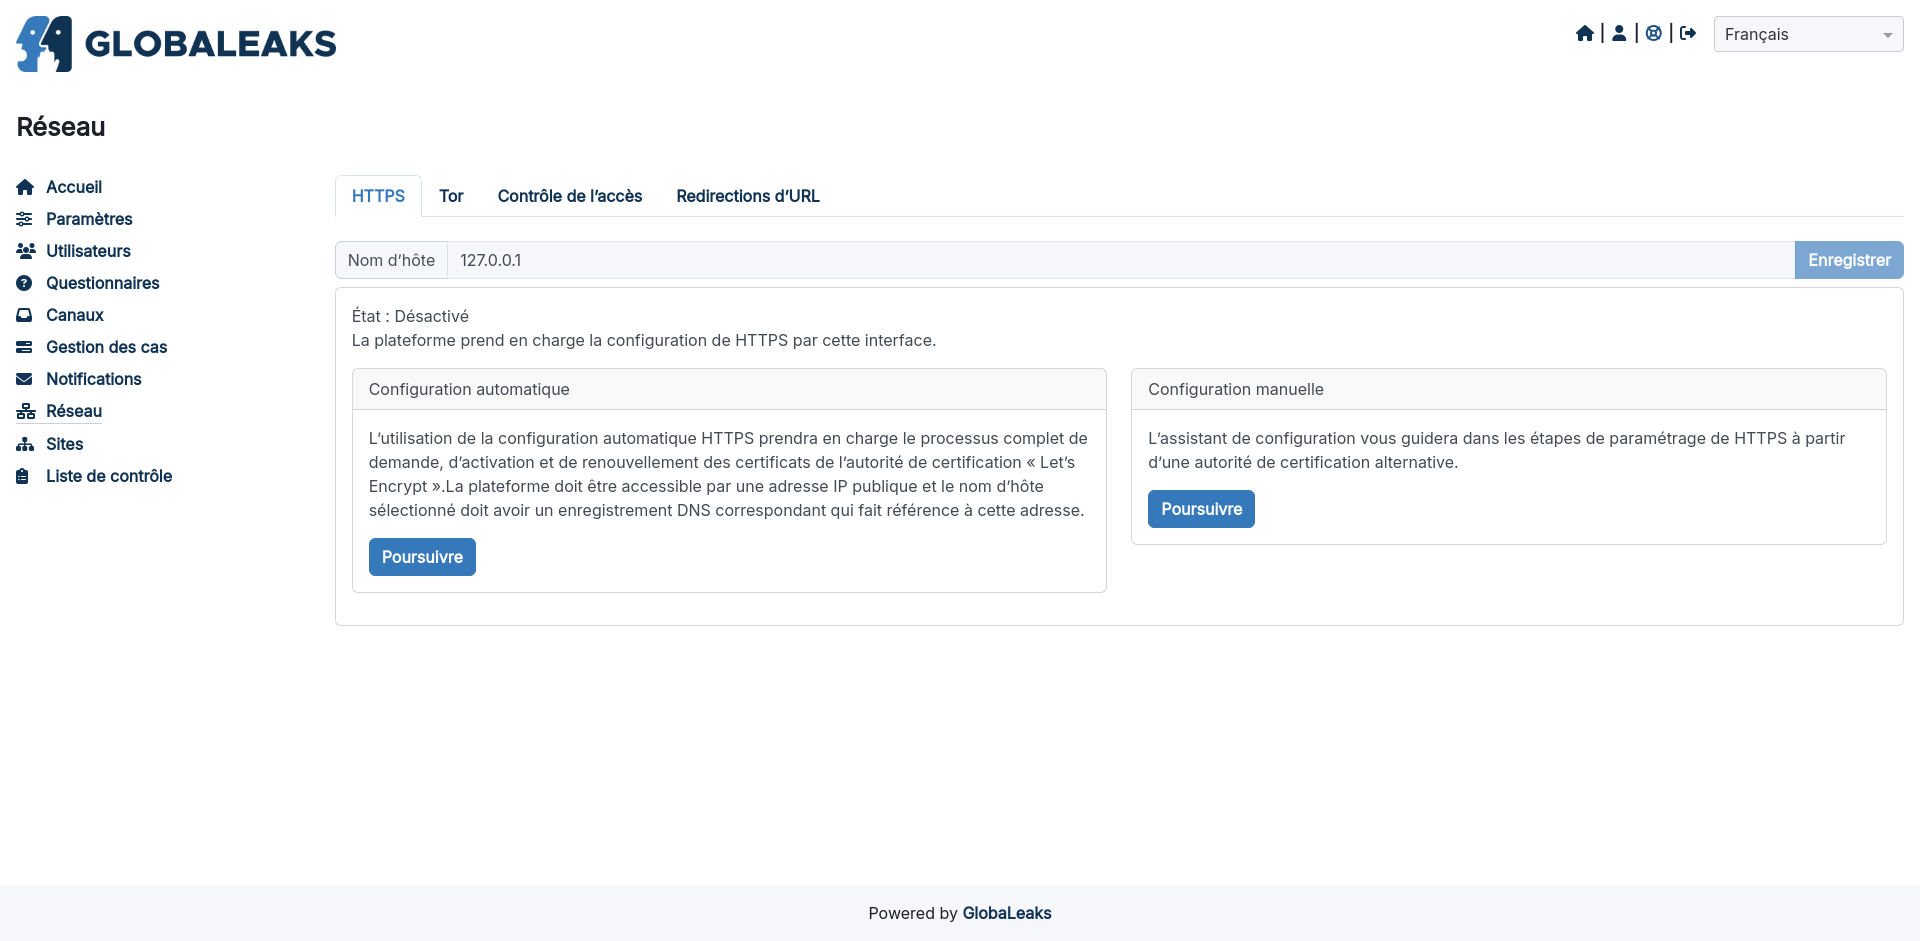 GLOBALEAKS
Français
Réseau
Accueil
Paramètres
Utilisateurs
Questionnaires
Canaux
Gestion des cas
Notifications
Réseau
Sites
Liste de contrôle
HTTPS Tor Contrôle de l’accès Redirections d’URL
Nom d’hôte 127.0.0.1 Enregistrer
État : Désactivé
La plateforme prend en charge la configuration de HTTPS par cette interface.
Configuration automatique
L’utilisation de la configuration automatique HTTPS prendra en charge le processus complet de
demande, d’activation et de renouvellement des certificats de l’autorité de certification « Let’s
Encrypt ».La plateforme doit être accessible par une adresse IP publique et le nom d’hôte
sélectionné doit avoir un enregistrement DNS correspondant qui fait référence à cette adresse.
Poursuivre
Configuration manuelle
L’assistant de configuration vous guidera dans les étapes de paramétrage de HTTPS à partir
d’une autorité de certification alternative.
Poursuivre
Powered by GlobaLeaks